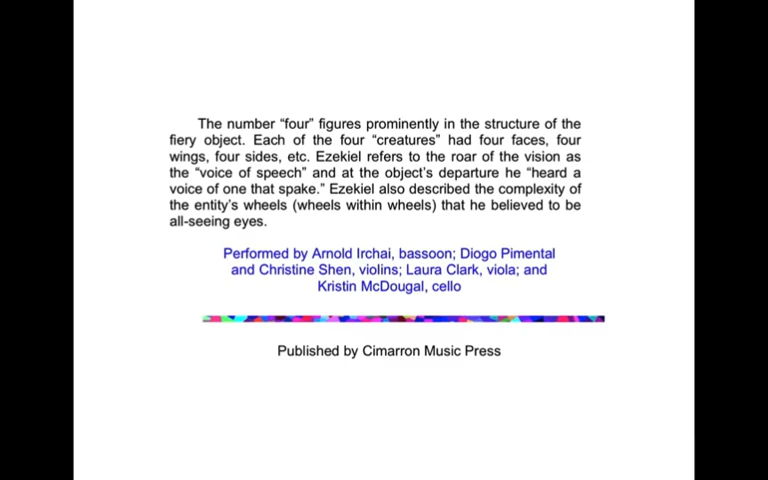 The number “four” figures prominently in the structure of the
fiery object. Each of the four “creatures” had four faces, four
wings, four sides, etc. Ezekiel refers to the roar of the vision as
the “voice of speech” and at the object’s departure he “heard a
voice of one that spake.” Ezekiel also described the complexity of
the entity’s wheels (wheels within wheels) that he believed to be
all-seeing eyes.
Performed by Arnold Irchai, bassoon; Diogo Pimental
and Christine Shen, violins; Laura Clark, viola; and
Kristin McDougal, cello
Published by Cimarron Music Press